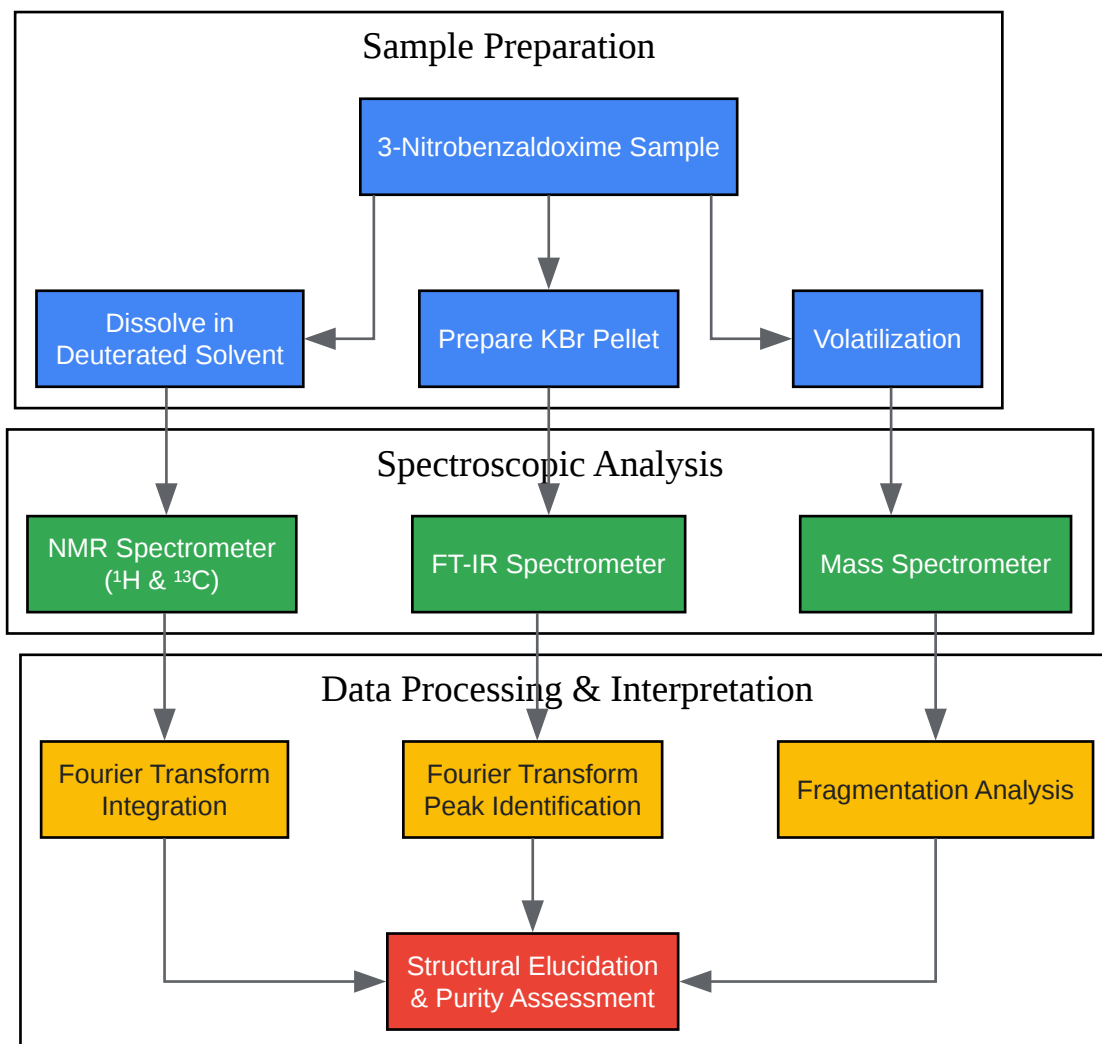 Sample Preparation
3-Nitrobenzaldoxime Sample
Dissolve in
Deuterated Solvent
Prepare KBr Pellet
Volatilization
Spectroscopic Analysis
NMR Spectrometer
(¹H & ¹³C)
FT-IR Spectrometer
Mass Spectrometer
Data Processing & Interpretation
Fourier Transform
Integration
Fourier Transform
Peak Identification
Fragmentation Analysis
Structural Elucidation
& Purity Assessment